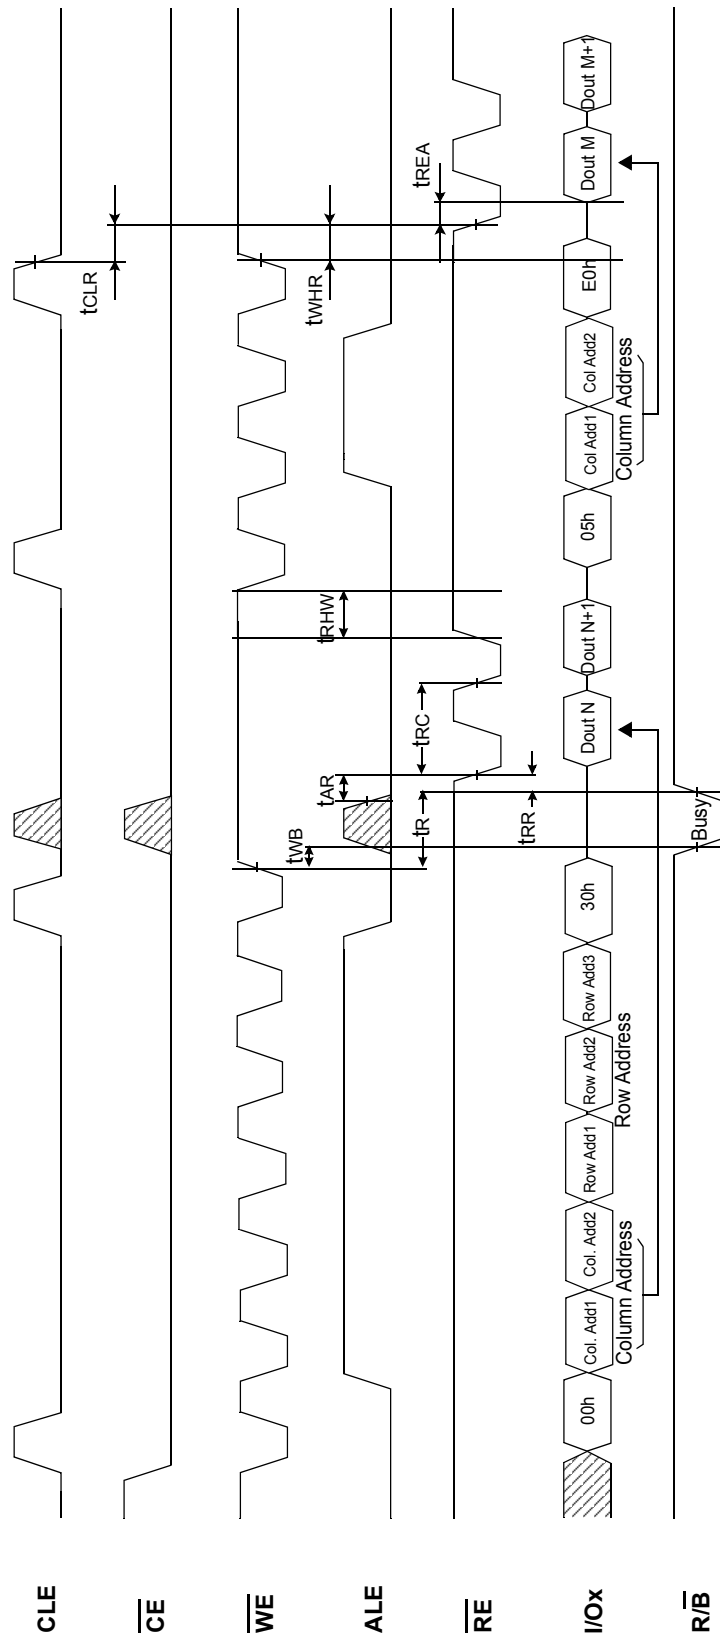 CLE
tCLR
CE
WE
tWB
tWHR
ALE
tAR
tR
tRHW
RE
tRC
tRR
tREA
I/Ox
00h
Col. Add1
Col. Add2
Row Add1
Row Add2
Row Add3
30h
Dout N
Dout N+1
05h
Col Add1
Col Add2
E0h
Dout M
Dout M+1
Column Address
Row Address
Column Address
R/B
Busy